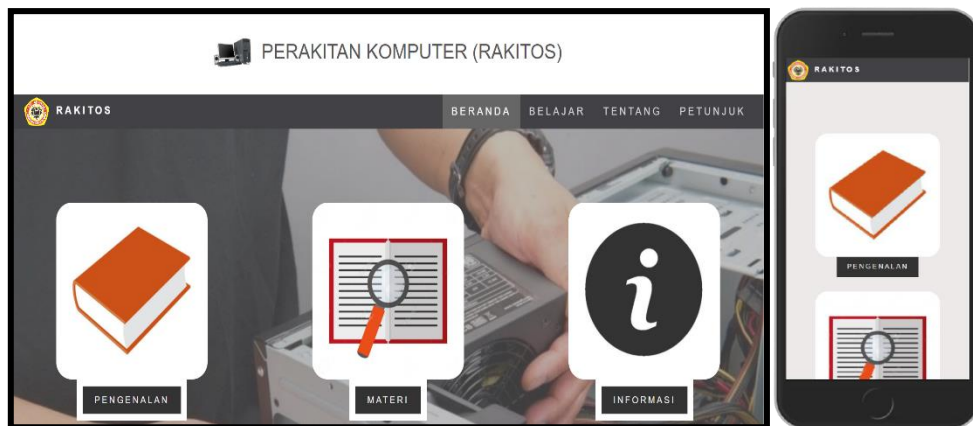 PERAKITAN KOMPUTER (RAKITOS)
RAKITOS
BERANDA BELAJAR TENTANG PETUNJUK
PENGENALAN
MATERI
INFORMASI
RAKITOS
PENGENALAN